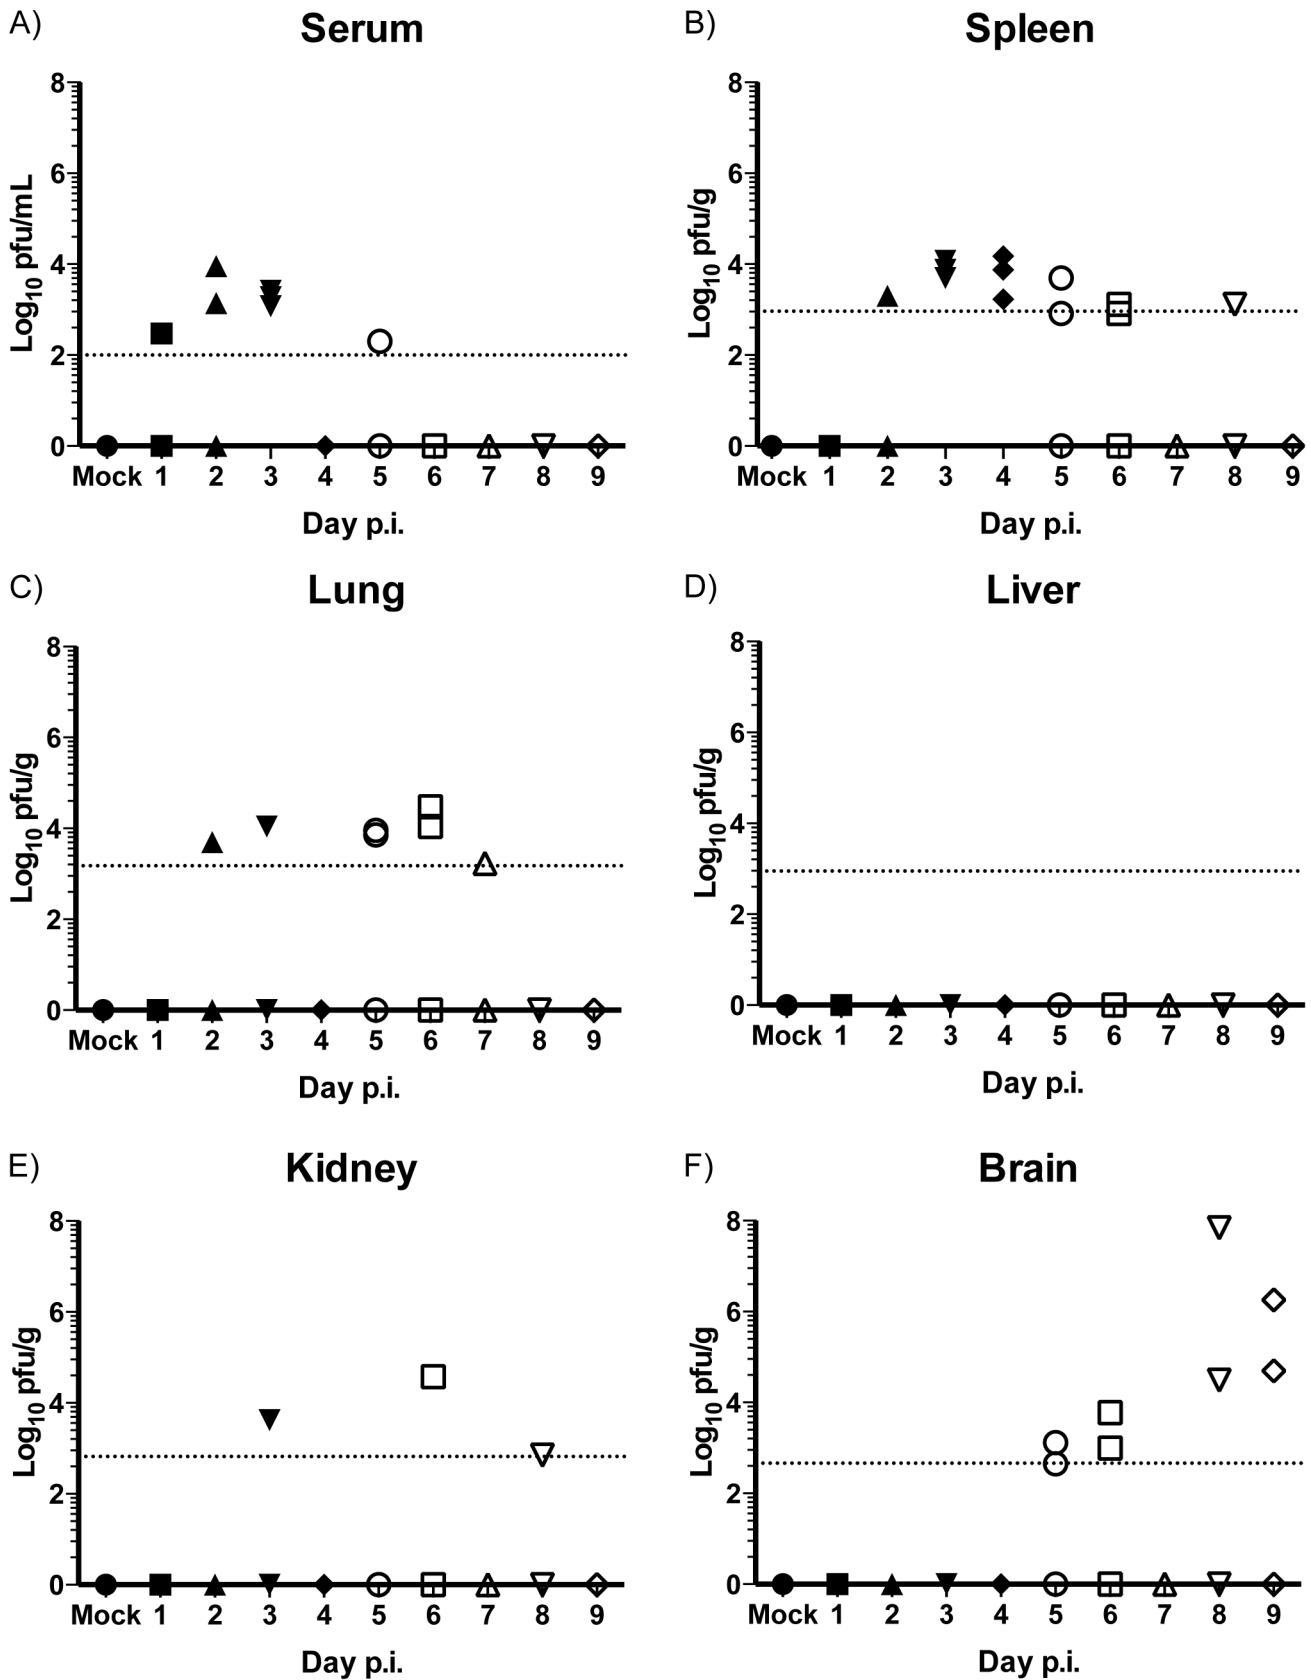 A) Serum
8
6
4
2
0
Log10 pfu/mL
Mock 1 2 3 4 5 6 7 8 9
Day p.i.
B) Spleen
8
6
4
2
0
Log10 pfu/g
Mock 1 2 3 4 5 6 7 8 9
Day p.i.
C) Lung
8
6
4
2
0
Log10 pfu/g
Mock 1 2 3 4 5 6 7 8 9
Day p.i.
D) Liver
8
6
4
2
0
Log10 pfu/g
Mock 1 2 3 4 5 6 7 8 9
Day p.i.
E) Kidney
8
6
4
2
0
Log10 pfu/g
Mock 1 2 3 4 5 6 7 8 9
Day p.i.
F) Brain
8
6
4
2
0
Log10 pfu/g
Mock 1 2 3 4 5 6 7 8 9
Day p.i.